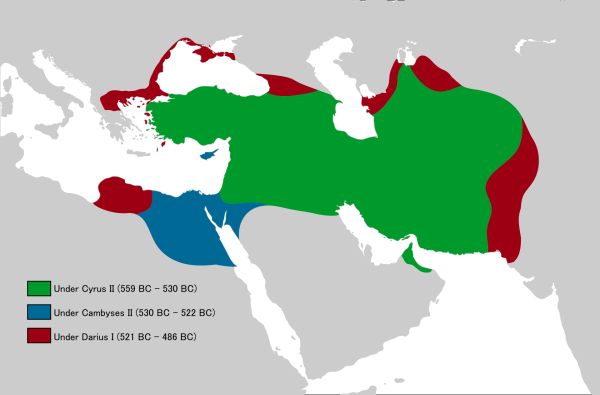 Under Cyrus II (559 BC - 530 BC)
Under Cambyses II (530 BC - 522 BC)
Under Darius I (521 BC - 486 BC)